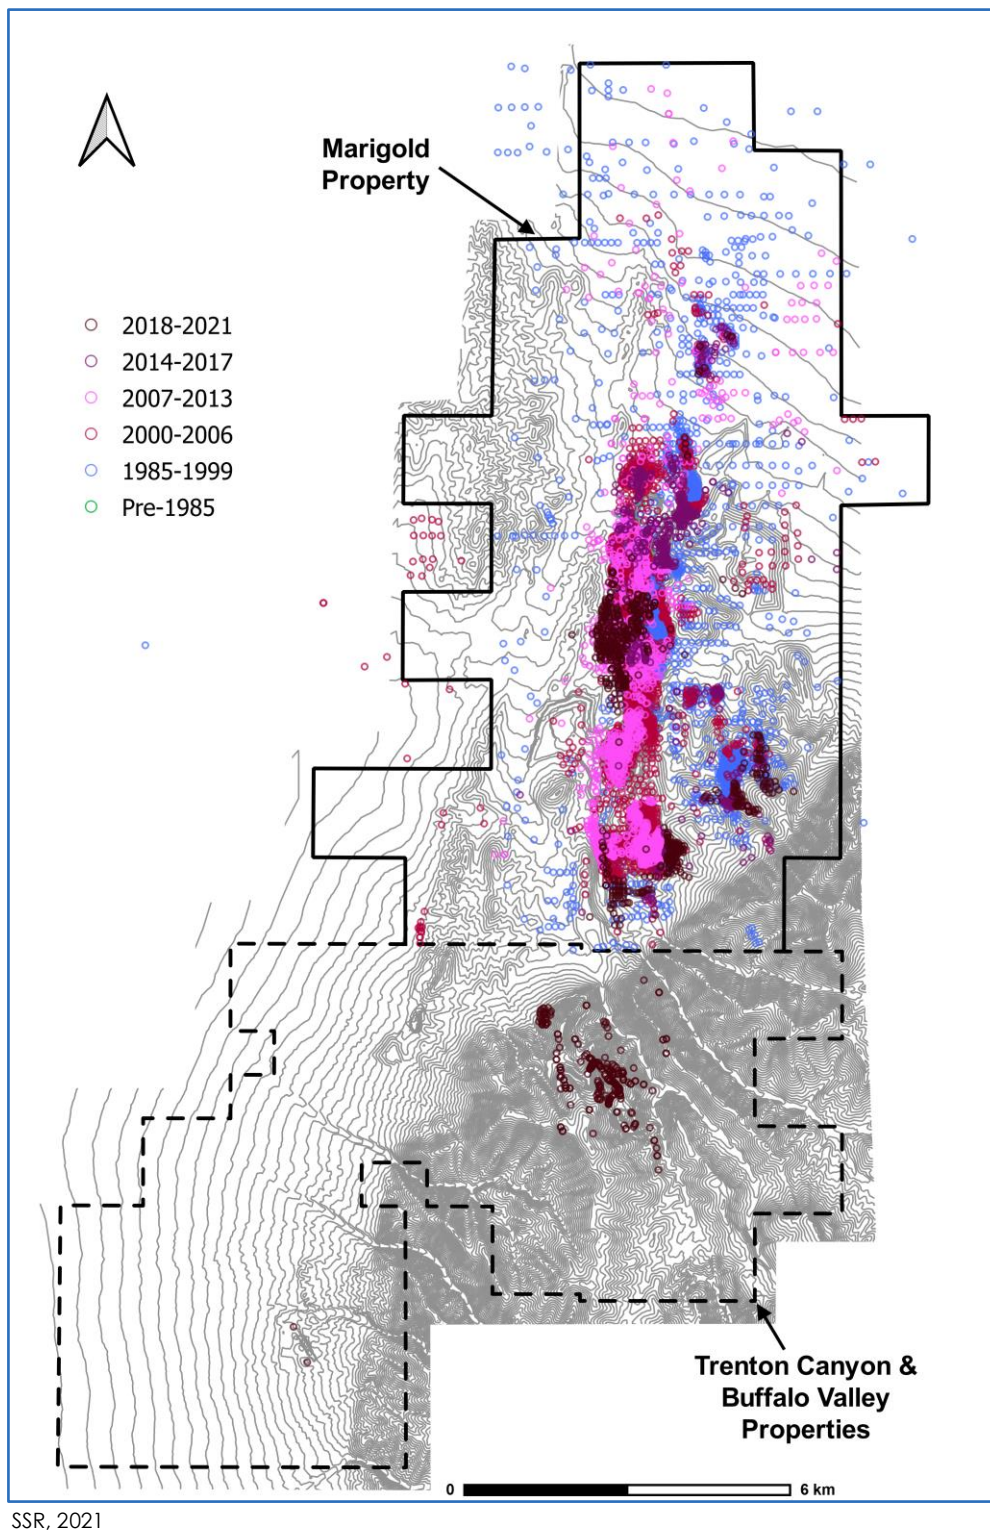 Marigold
Property
2018-2021
2014-2017
2007-2013
2000-2006
1985-1999
Pre-1985
Trenton Canyon &
Buffalo Valley
Properties
0 6 km
SSR, 2021